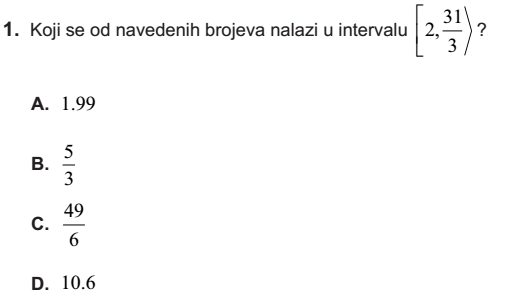 1. Koji se od navedenih brojeva nalazi u intervalu [2, 31/3⟩ ?
A. 1.99
B. 5/3
C. 49/6
D. 10.6